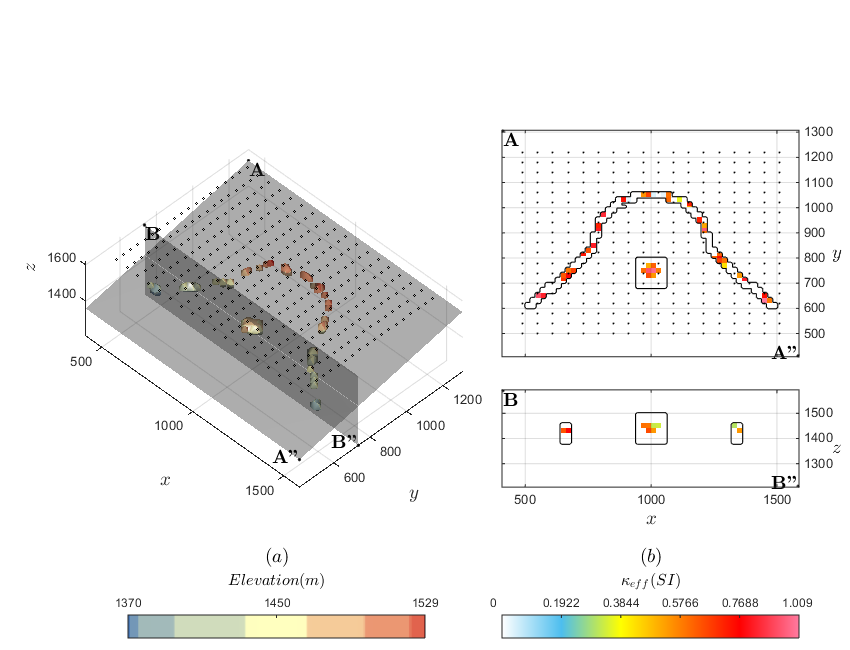 A
B
z
1600
1400
500
1000
1500
x
A”
B”
600
800
1000
1200
y
(a)
Elevation(m)
1370 1450 1529
A
1300
1200
1100
1000
900
800
y
700
600
500
A”
B
1500
1400
z
1300
B”
500 1000 1500
x
(b)
κeff(SI)
0 0.1922 0.3844 0.5766 0.7688 1.009